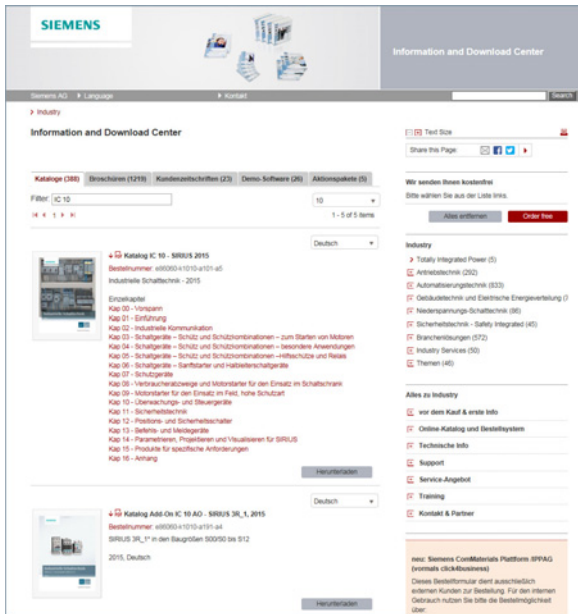 SIEMENS
Information and Download Center
Siemens AG
Language
Kontakt
Search
Industry
Information and Download Center
Text Size
Share this Page:
Kataloge (388)
Broschüren (1219)
Kundenzeitschriften (23)
Demo-Software (26)
Aktionspakete (5)
Filter: IC 10
10
1
1 - 5 of 5 items
Deutsch
Katalog IC 10 - SIRIUS 2015
Bestellnummer: e86060-k1010-a101-a5
Industrielle Schalttechnik - 2015
Einzelkapitel
Kap 00 - Vorspann
Kap 01 - Einführung
Kap 02 - Industrielle Kommunikation
Kap 03 - Schaltgeräte – Schütz und Schützkombinationen – zum Starten von Motoren
Kap 04 - Schaltgeräte – Schütz und Schützkombinationen – besondere Anwendungen
Kap 05 - Schaltgeräte – Schütz und Schützkombinationen –Hilfsschütze und Relais
Kap 06 - Schaltgeräte – Sanftstarter und Halbleiterschaltgeräte
Kap 07 - Schutzgeräte
Kap 08 - Verbraucherabzweige und Motorstarter für den Einsatz im Schaltschrank
Kap 09 - Motorstarter für den Einsatz im Feld, hohe Schutzart
Kap 10 - Überwachungs- und Steuergeräte
Kap 11 - Sicherheitstechnik
Kap 12 - Positions- und Sicherheitsschalter
Kap 13 - Befehls- und Meldegeräte
Kap 14 - Parametrieren, Projektieren und Visualisieren für SIRIUS
Kap 15 - Produkte für spezifische Anforderungen
Kap 16 - Anhang
Herunterladen
Deutsch
Katalog Add-On IC 10 AO - SIRIUS 3R_1, 2015
Bestellnummer: e86060-k1010-a191-a4
SIRIUS 3R_1* in den Baugrößen S00/S0 bis S12
2015, Deutsch
Herunterladen
Wir senden Ihnen kostenfrei
Bitte wählen Sie aus der Liste links.
Alles entfernen
Order free
Industry
Totally Integrated Power (5)
Antriebstechnik (292)
Automatisierungstechnik (833)
Gebäudetechnik und Elektrische Energieverteilung
Niederspannungs-Schalttechnik (86)
Sicherheitstechnik - Safety Integrated (45)
Branchenlösungen (572)
Industry Services (50)
Themen (46)
Alles zu Industry
vor dem Kauf & erste Info
Online-Katalog und Bestellsystem
Technische Info
Support
Service-Angebot
Training
Kontakt & Partner
neu: Siemens ComMaterials Plattform /IPPAG
(vormals click4business)
Dieses Bestellformular dient ausschließlich
externen Kunden zur Bestellung. Für den internen
Gebrauch nutzen Sie bitte die Bestellmöglichkeit
über: